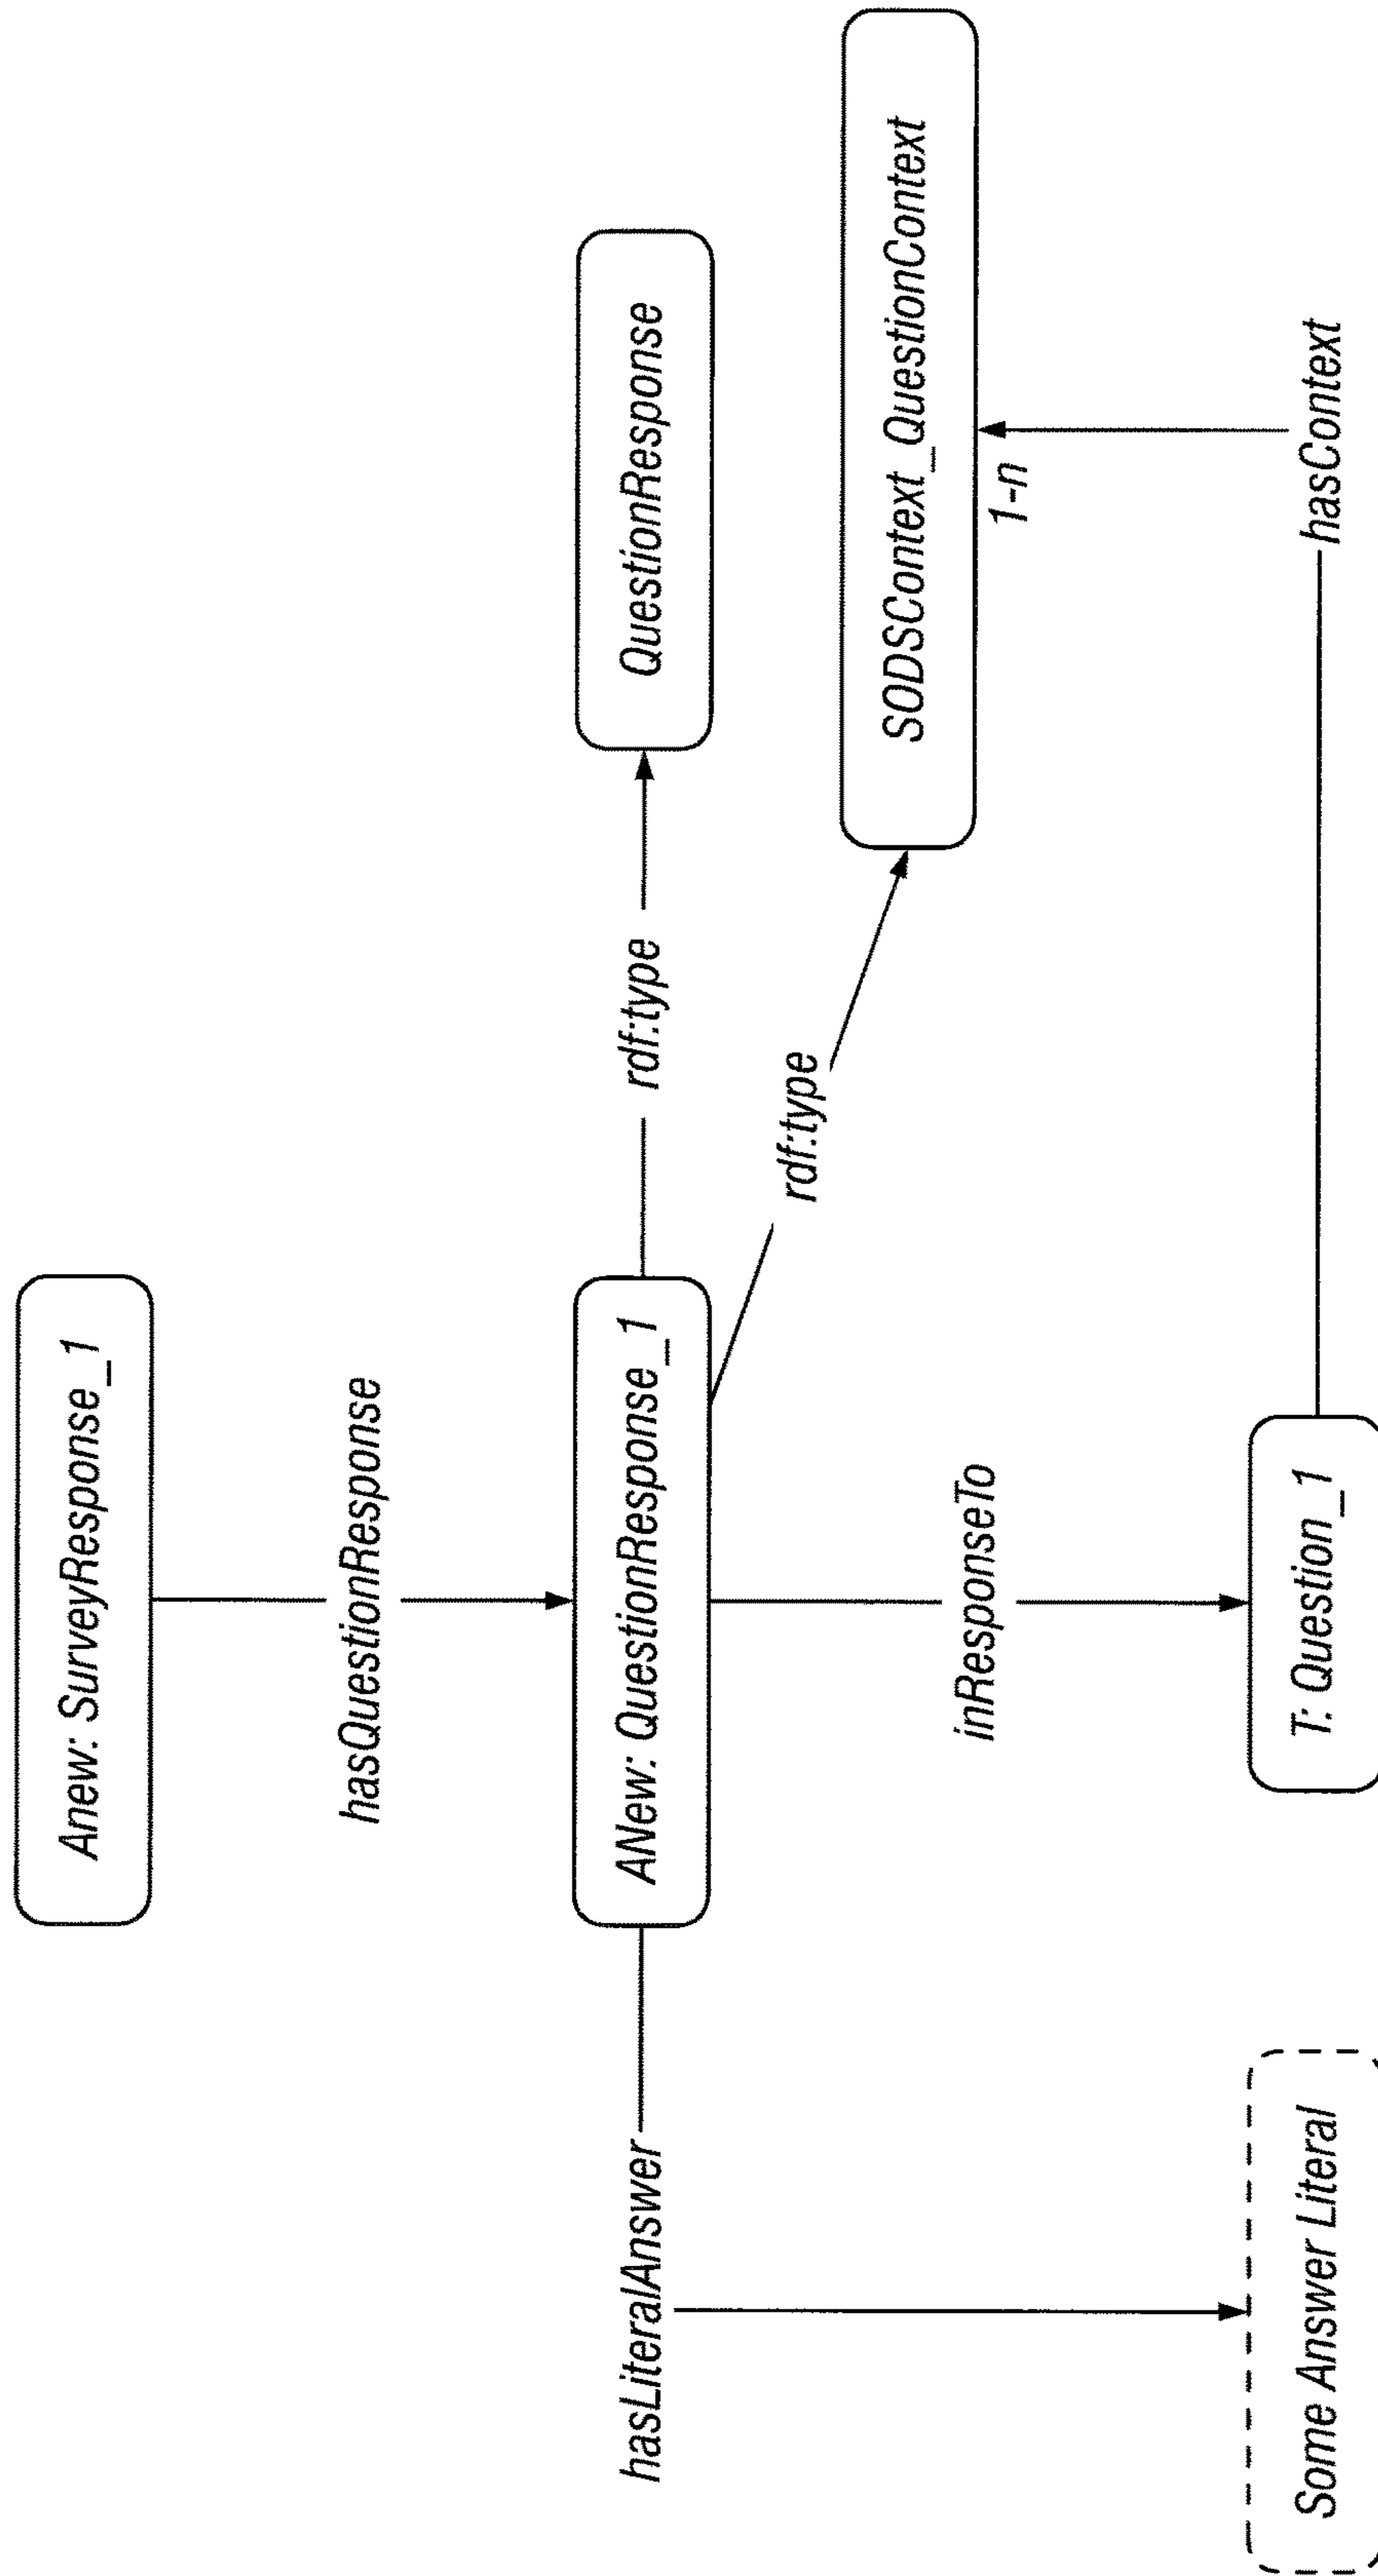 Anew: SurveyResponse_1
hasQuestionResponse
hasLiteralAnswer
ANew: QuestionResponse_1
rdf:type
QuestionResponse
rdf:type
SODSContext_QuestionContext
1-n
inResponseTo
Some Answer Literal
T: Question_1
hasContext